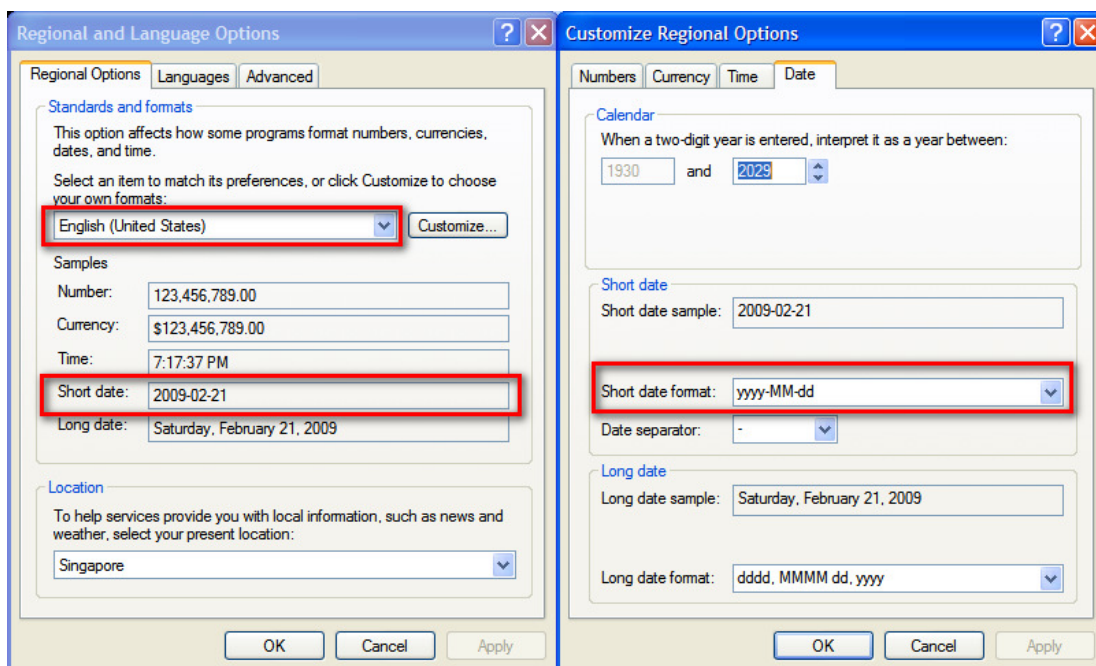 Regional and Language Options
Regional Options Languages Advanced
Standards and formats
This option affects how some programs format numbers, currencies,
dates, and time.
Select an item to match its preferences, or click Customize to choose
your own formats:
English (United States) Customize...
Samples
Number: 123,456,789.00
Currency: $123,456,789.00
Time: 7:17:37 PM
Short date: 2009-02-21
Long date: Saturday, February 21, 2009
Location
To help services provide you with local information, such as news and
weather, select your present location:
Singapore
OK Cancel Apply
Customize Regional Options
Numbers Currency Time Date
Calendar
When a two-digit year is entered, interpret it as a year between:
1930 and 2029
Short date
Short date sample: 2009-02-21
Short date format: yyyy-MM-dd
Date separator: -
Long date
Long date sample: Saturday, February 21, 2009
Long date format: dddd, MMMM dd, yyyy
OK Cancel Apply